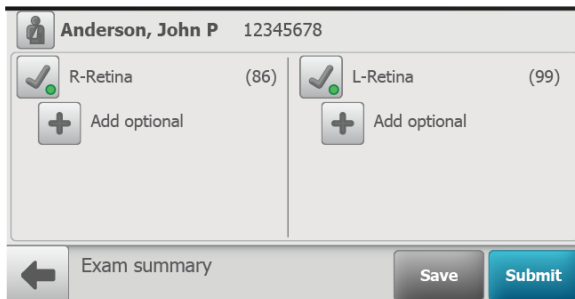 Anderson, John P 12345678
R-Retina (86)
Add optional
L-Retina (99)
Add optional
Exam summary
Save
Submit